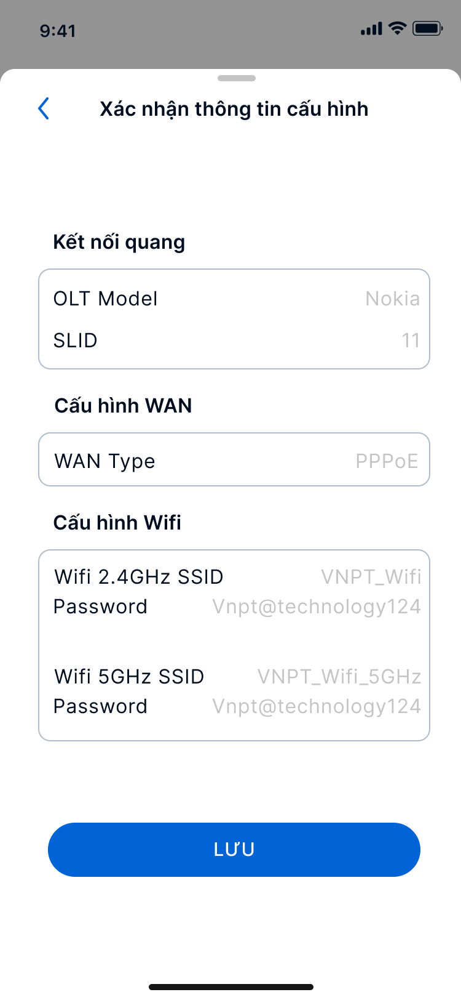 9:41
Xác nhận thông tin cấu hình
Kết nối quang
OLT Model Nokia
SLID 11
Cấu hình WAN
WAN Type PPPoE
Cấu hình Wifi
Wifi 2.4GHz SSID VNPT_Wifi
Password Vnpt@technology124
Wifi 5GHz SSID VNPT_Wifi_5GHz
Password Vnpt@technology124
LƯU